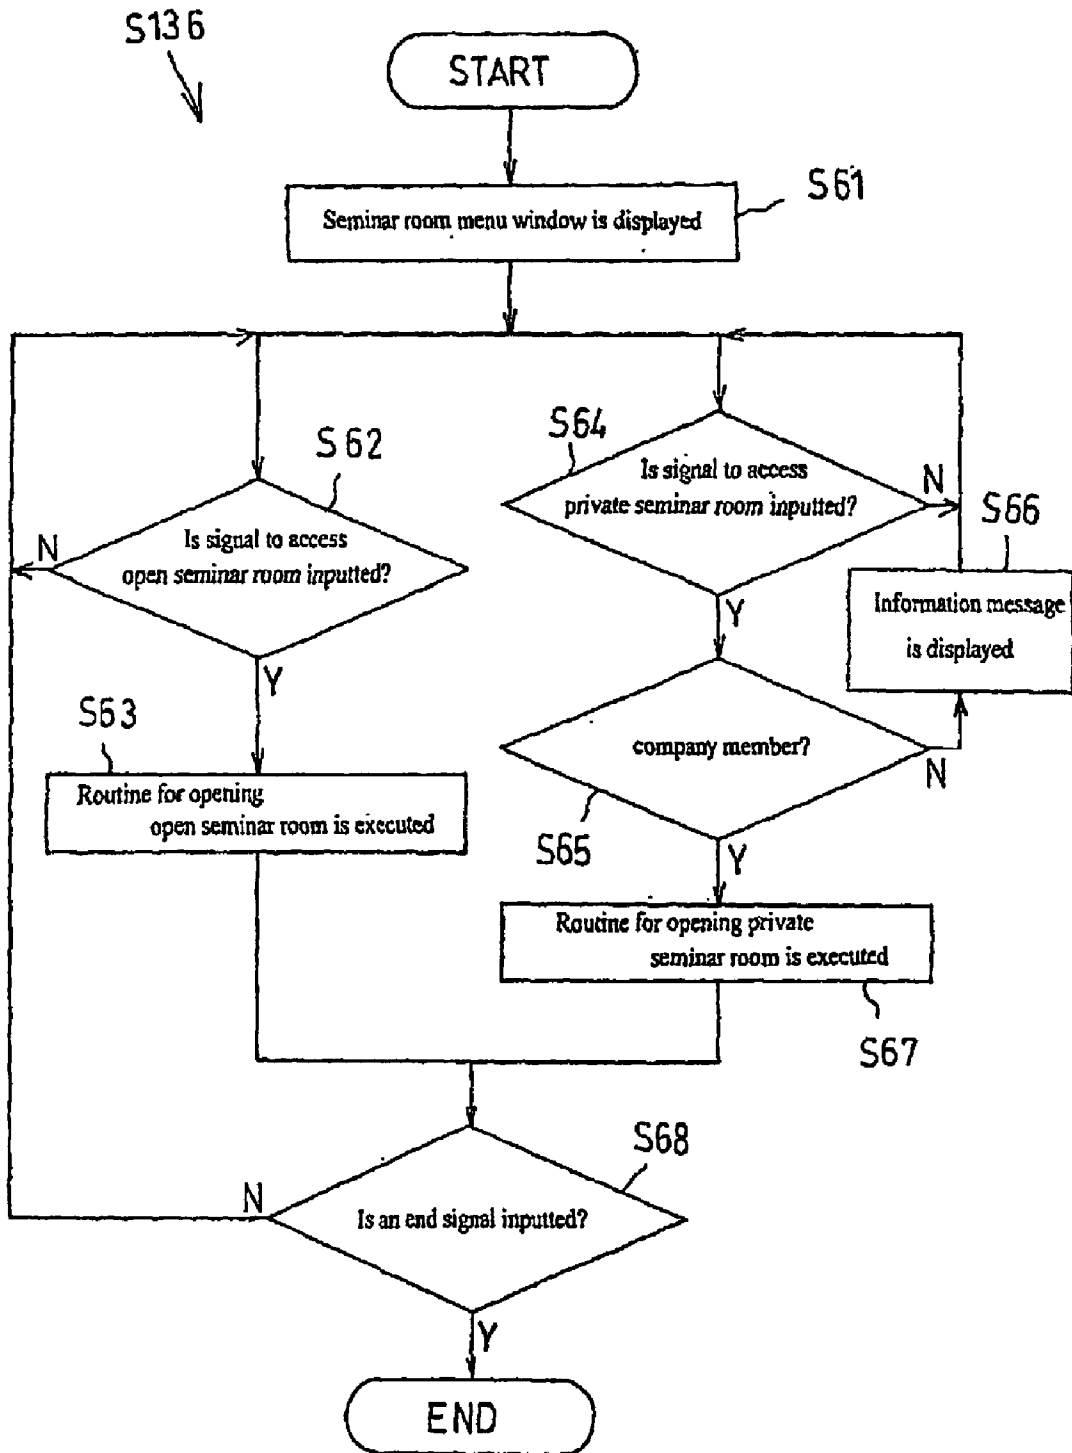 S136
START
S61
Seminar room menu window is displayed
S62
Is signal to access
open seminar room inputted?
N
Y
S64
Is signal to access
private seminar room inputted?
N
Y
S66
Information message
is displayed
S63
Routine for opening
open seminar room is executed
company member?
N
S65
Y
Routine for opening private
seminar room is executed
S67
S68
Is an end signal inputted?
N
Y
END